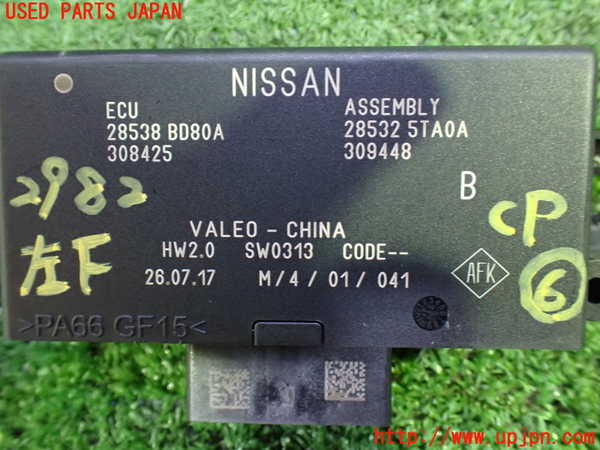 USED PARTS JAPAN
NISSAN
ECU
28538 BD80A
308425
ASSEMBLY
28532 5TA0A
309448
B
2982
左F
CP
6
VALEO - CHINA
HW2.0 SW0313 CODE--
26.07.17 M/4/01/041
AFK
>PA66 GF15<
http://www.upjpn.com